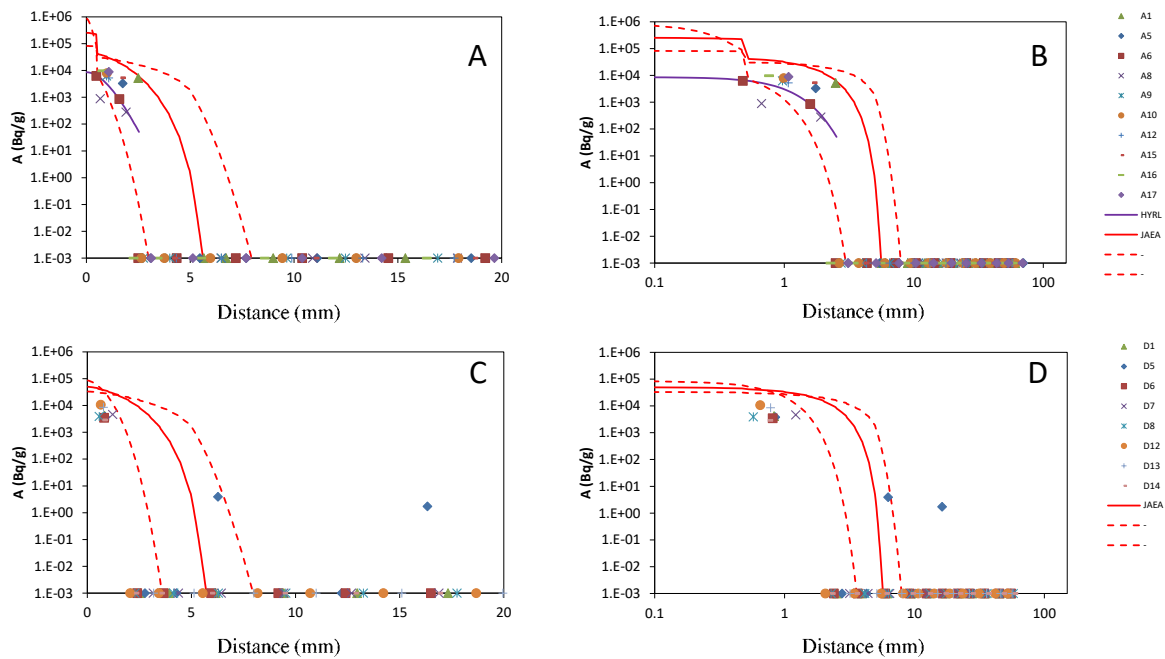 A
1.E+06
1.E+05
1.E+04
1.E+03
1.E+02
1.E+01
1.E+00
1.E-01
1.E-02
1.E-03
A (Bq/g)
0 5 10 15 20
Distance (mm)
B
1.E+06
1.E+05
1.E+04
1.E+03
1.E+02
1.E+01
1.E+00
1.E-01
1.E-02
1.E-03
A (Bq/g)
0.1 1 10 100
Distance (mm)
A1
A5
A6
A8
A9
A10
A12
A15
A16
A17
HYRL
JAEA
-
-
C
1.E+06
1.E+05
1.E+04
1.E+03
1.E+02
1.E+01
1.E+00
1.E-01
1.E-02
1.E-03
A (Bq/g)
0 5 10 15 20
Distance (mm)
D
1.E+06
1.E+05
1.E+04
1.E+03
1.E+02
1.E+01
1.E+00
1.E-01
1.E-02
1.E-03
A (Bq/g)
0.1 1 10 100
Distance (mm)
D1
D5
D6
D7
D8
D12
D13
D14
JAEA
-
-